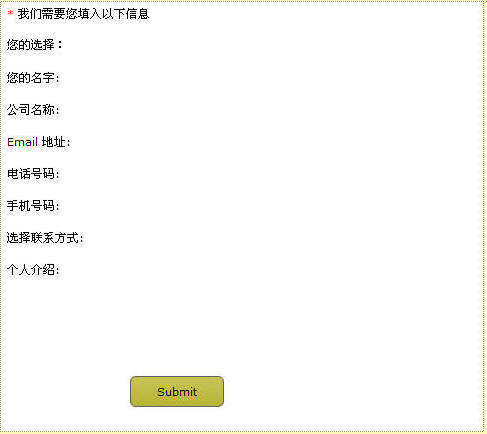 * 我们需要您填入以下信息
您的选择：
您的名字:
公司名称:
Email 地址:
电话号码:
手机号码:
选择联系方式:
个人介绍:
Submit